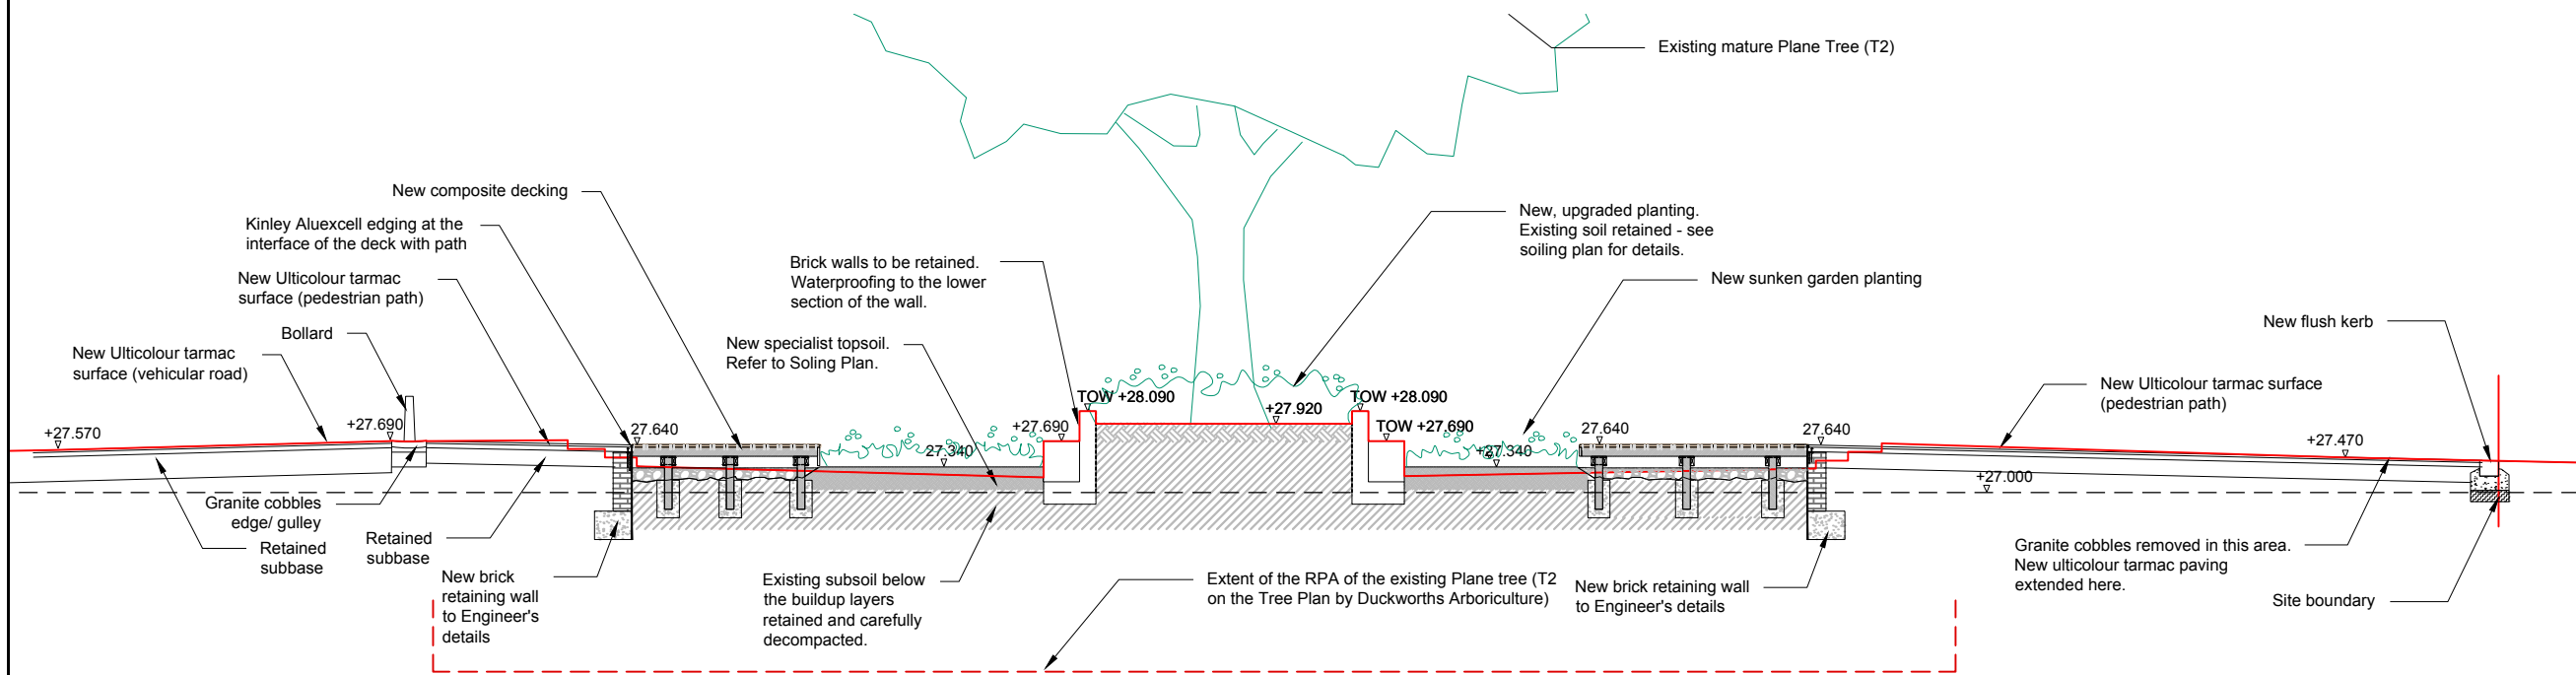 Existing mature Plane Tree (T2)
New composite decking
Kinley Aluexcell edging at the
interface of the deck with path
New Ulticolour tarmac
surface (pedestrian path)
Bollard
New Ulticolour tarmac
surface (vehicular road)
Brick walls to be retained.
Waterproofing to the lower
section of the wall.
New specialist topsoil.
Refer to Soling Plan.
New, upgraded planting.
Existing soil retained - see
soiling plan for details.
New sunken garden planting
New flush kerb
New Ulticolour tarmac surface
(pedestrian path)
TOW +28.090
TOW +28.090
+27.920
+27.570
+27.690
27.640
+27.690
TOW +27.690
27.640
27.640
+27.470
27.340
+27.340
+27.000
Granite cobbles
edge/ gulley
Retained
subbase
Retained
subbase
New brick
retaining wall
to Engineer's
details
Existing subsoil below
the buildup layers
retained and carefully
decompacted.
Extent of the RPA of the existing Plane tree (T2
on the Tree Plan by Duckworths Arboriculture)
New brick retaining wall
to Engineer's details
Granite cobbles removed in this area.
New ulticolour tarmac paving
extended here.
Site boundary